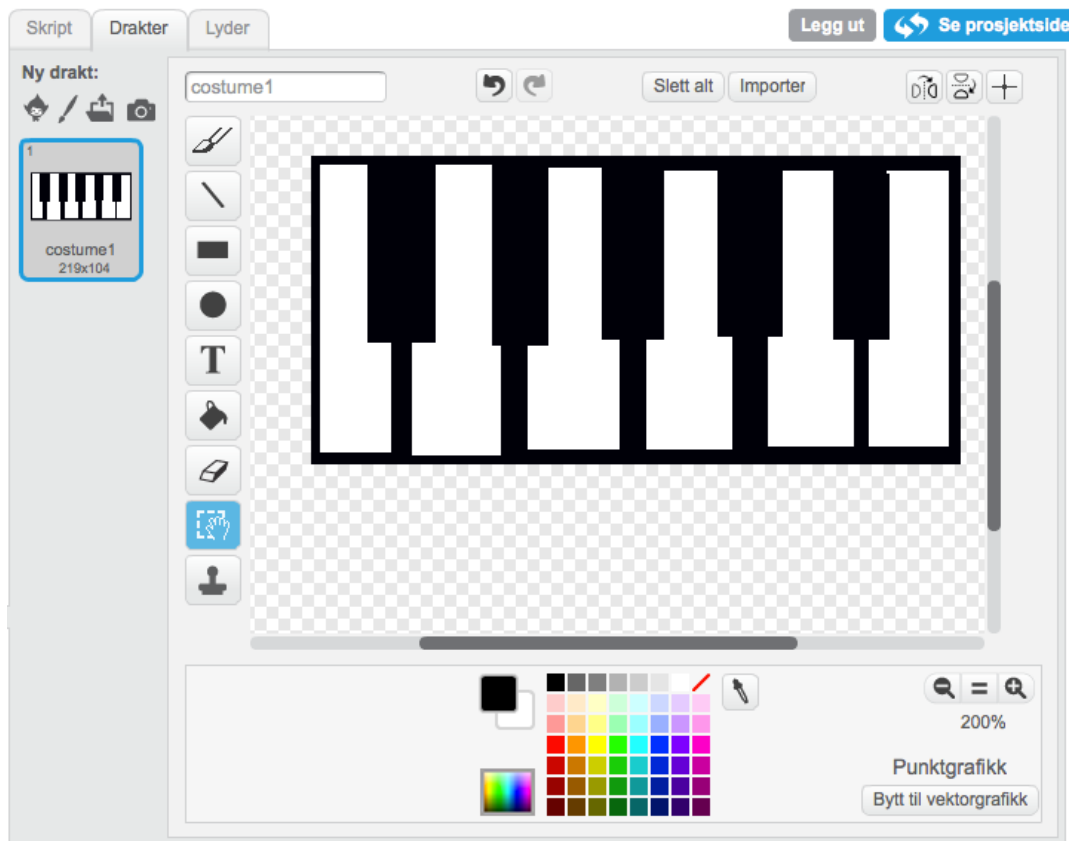 Skript
Drakter
Lyder
Legg ut
Se prosjektside
Ny drakt:
costume1
Slett alt
Importer
1
costume1
219x104
T
200%
Punktgrafikk
Bytt til vektorgrafikk